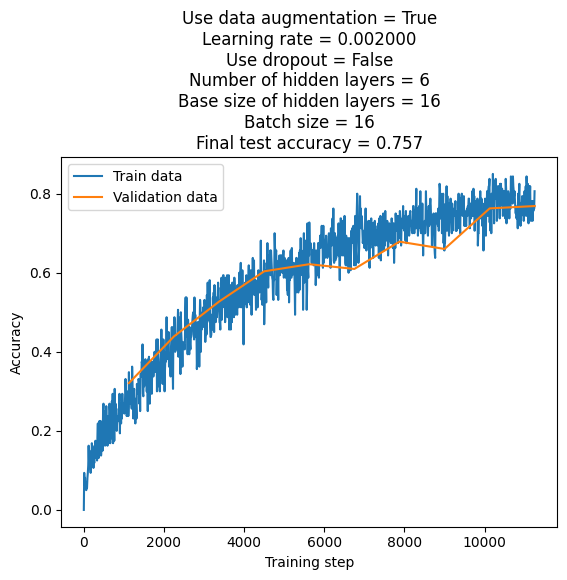 Use data augmentation = True
Learning rate = 0.002000
Use dropout = False
Number of hidden layers = 6
Base size of hidden layers = 16
Batch size = 16
Final test accuracy = 0.757
Train data
Validation data
0.8
0.6
0.4
0.2
0.0
Accuracy
0 2000 4000 6000 8000 10000
Training step